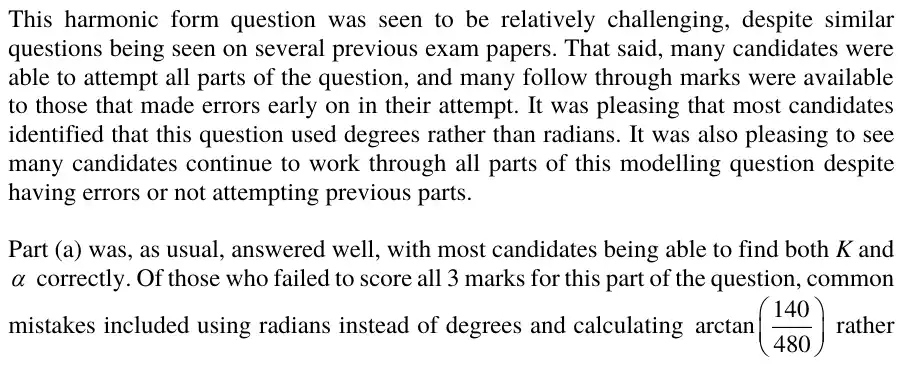 This harmonic form question was seen to be relatively challenging, despite similar
questions being seen on several previous exam papers. That said, many candidates were
able to attempt all parts of the question, and many follow through marks were available
to those that made errors early on in their attempt. It was pleasing that most candidates
identified that this question used degrees rather than radians. It was also pleasing to see
many candidates continue to work through all parts of this modelling question despite
having errors or not attempting previous parts.
Part (a) was, as usual, answered well, with most candidates being able to find both K and
α correctly. Of those who failed to score all 3 marks for this part of the question, common
mistakes included using radians instead of degrees and calculating arctan(140/480) rather